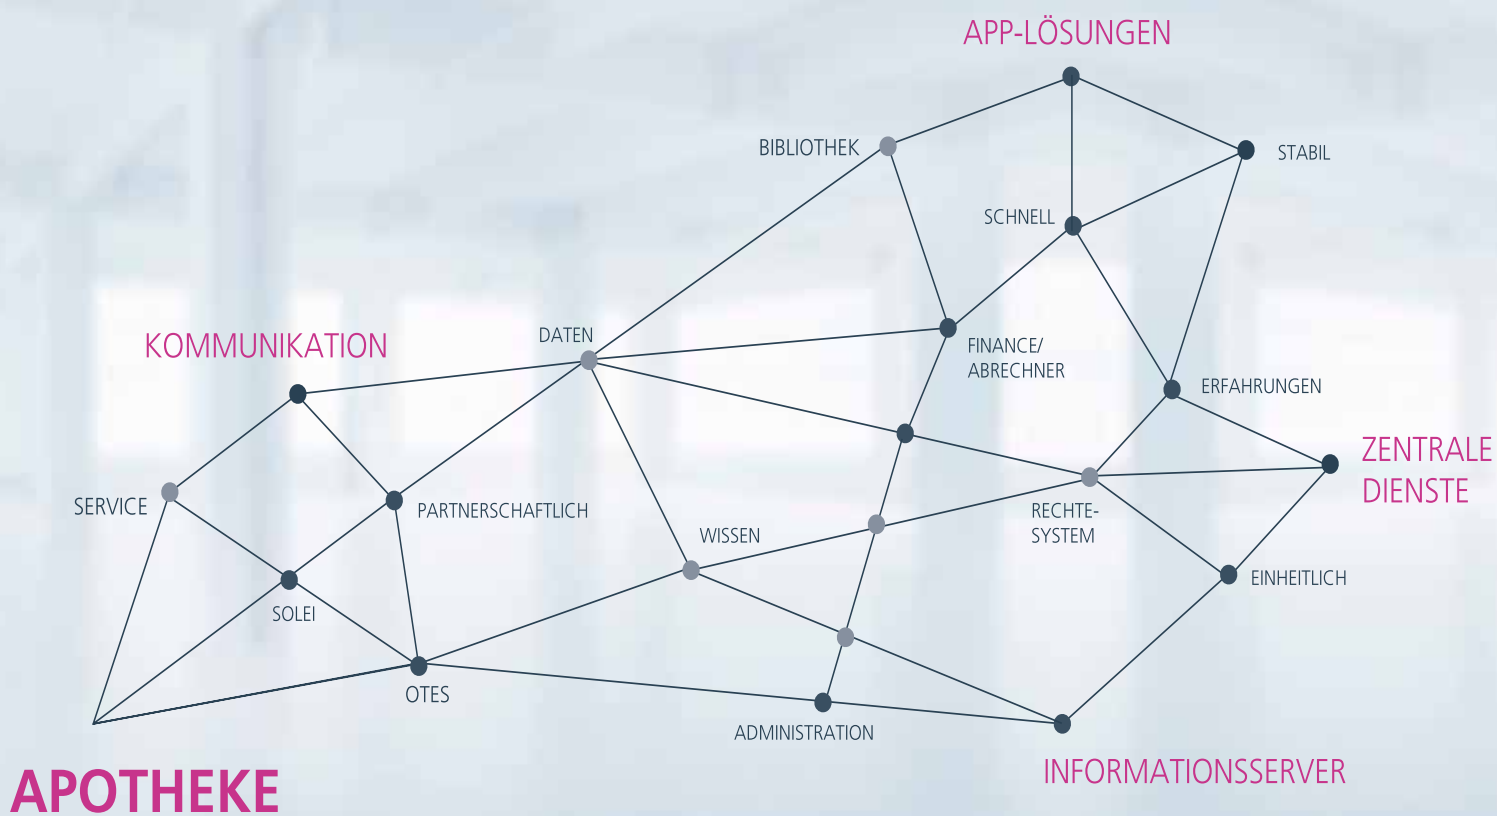 APP-LÖSUNGEN
BIBLIOTHEK
STABIL
SCHNELL
DATEN
KOMMUNIKATION
FINANCE/
ABRECHNER
ERFAHRUNGEN
ZENTRALE
DIENSTE
SERVICE
PARTNERSCHAFTLICH
RECHTE-
SYSTEM
WISSEN
EINHEITLICH
SOLEI
OTES
ADMINISTRATION
INFORMATIONSSERVER
APOTHEKE